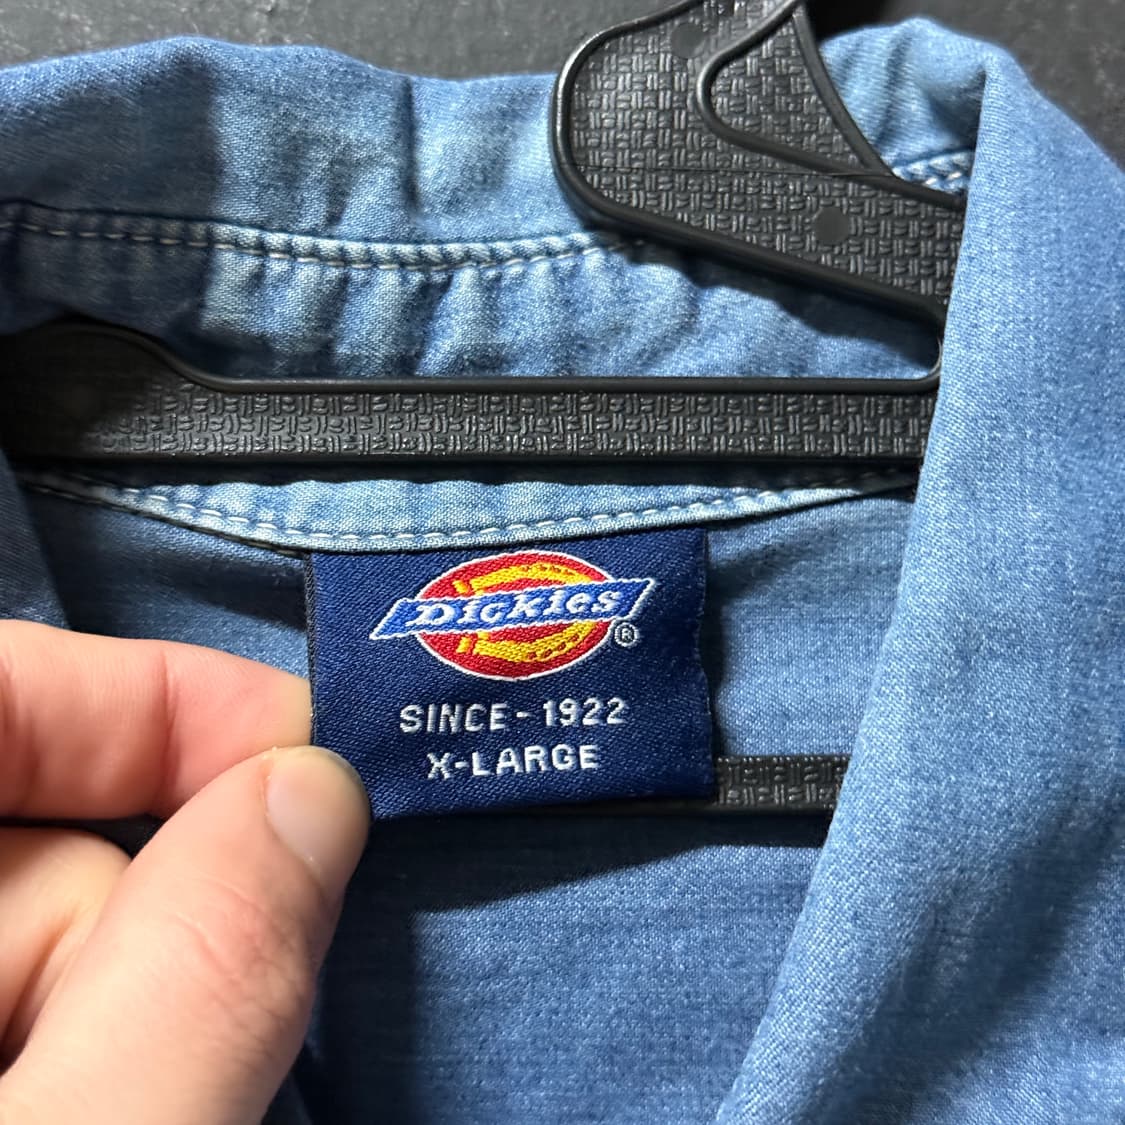 Dickies®
SINCE - 1922
X-LARGE